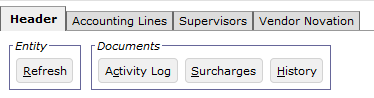 Header Accounting Lines Supervisors Vendor Novation
Entity Documents
Refresh Activity Log Surcharges History